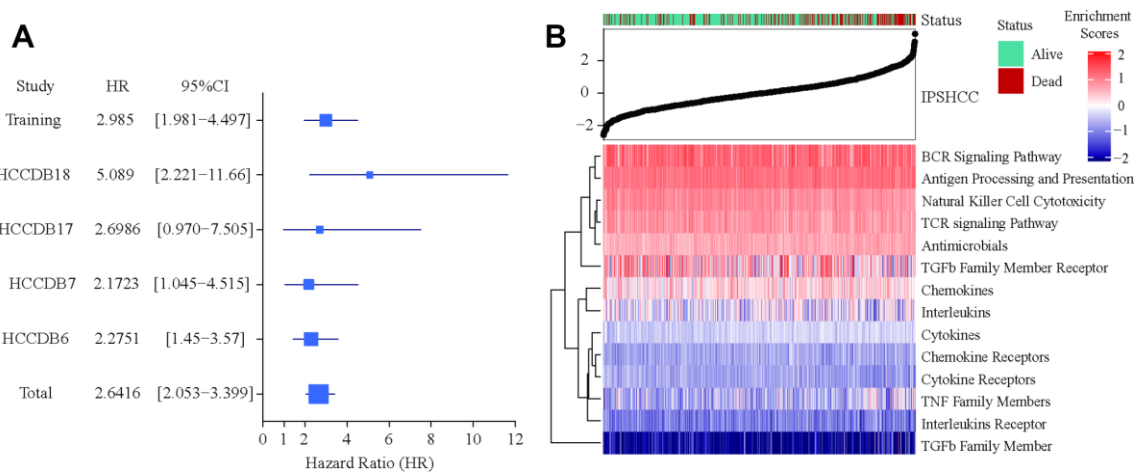 A
Study HR 95%CI
Training 2.985 [1.981−4.497]
HCCDB18 5.089 [2.221−11.66]
HCCDB17 2.6986 [0.970−7.505]
HCCDB7 2.1723 [1.045−4.515]
HCCDB6 2.2751 [1.45−3.57]
Total 2.6416 [2.053−3.399]
0 1 2 4 6 8 10 12
Hazard Ratio (HR)
B
Status
2
0
−2
IPSHCC
Status
Alive
Dead
Enrichment
Scores
2
1
0
−1
−2
BCR Signaling Pathway
Antigen Processing and Presentation
Natural Killer Cell Cytotoxicity
TCR signaling Pathway
Antimicrobials
TGFb Family Member Receptor
Chemokines
Interleukins
Cytokines
Chemokine Receptors
Cytokine Receptors
TNF Family Members
Interleukins Receptor
TGFb Family Member